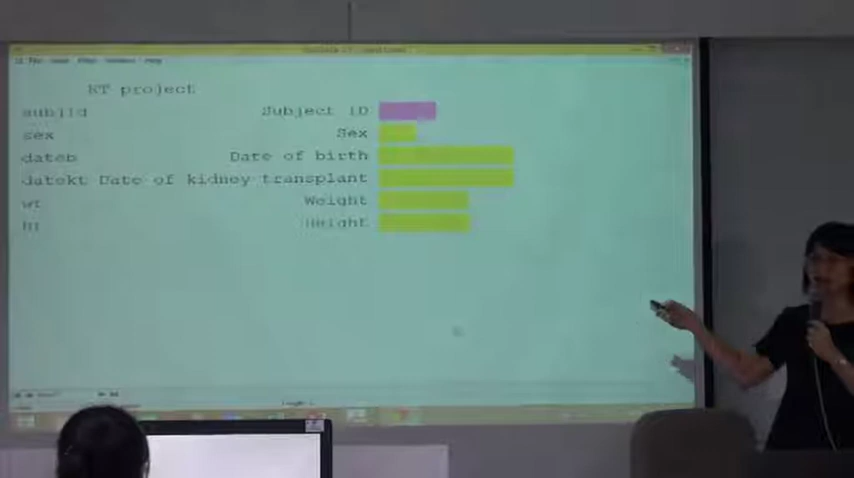 KT project
subjid Subject ID
sex Sex
dateb Date of birth
datekt Date of kidney transplant
wt Weight
ht Height